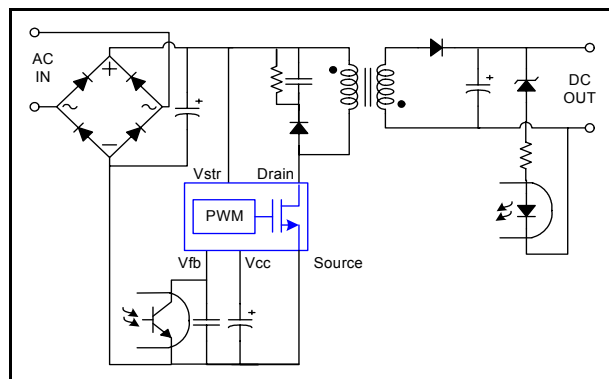 AC
IN
+
~
~
−
+
+
DC
OUT
Vstr
Drain
PWM
Vfb
Vcc
Source
+